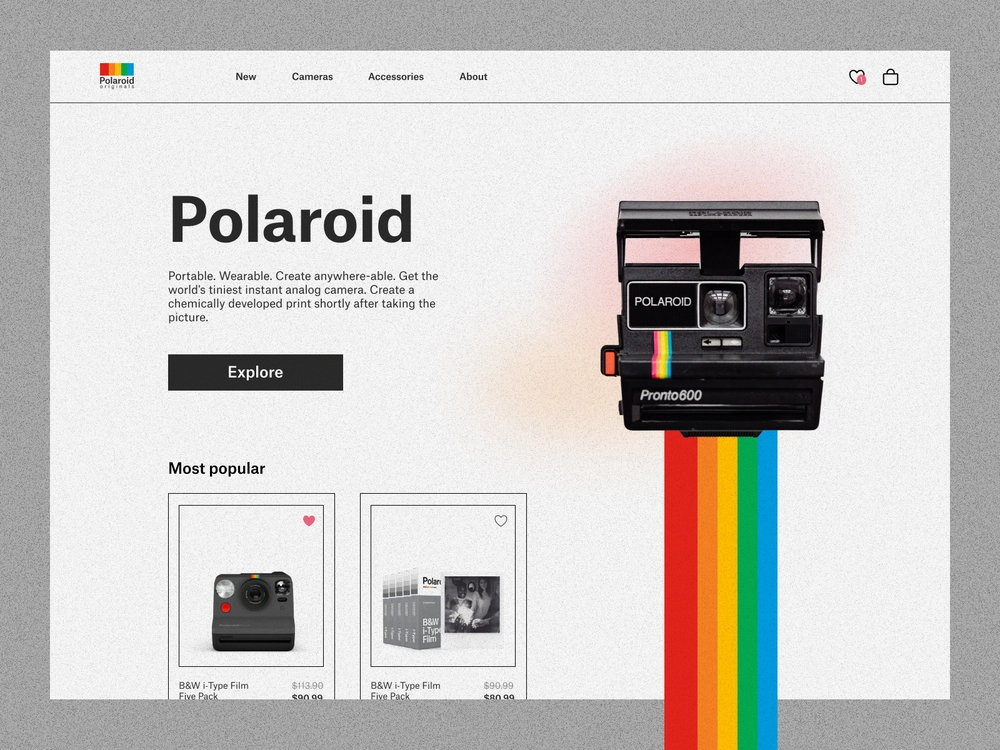 Polaroid
originals
New
Cameras
Accessories
About
1
Polaroid
Portable. Wearable. Create anywhere-able. Get the
world's tiniest instant analog camera. Create a
chemically developed print shortly after taking the
picture.
Explore
POLAROID
Pronto600
Most popular
Polaro
B&W
i-Type
Film
B&W i-Type Film
$113.90
Five Pack
$90.99
B&W i-Type Film
$90.99
Five Pack
$80.99